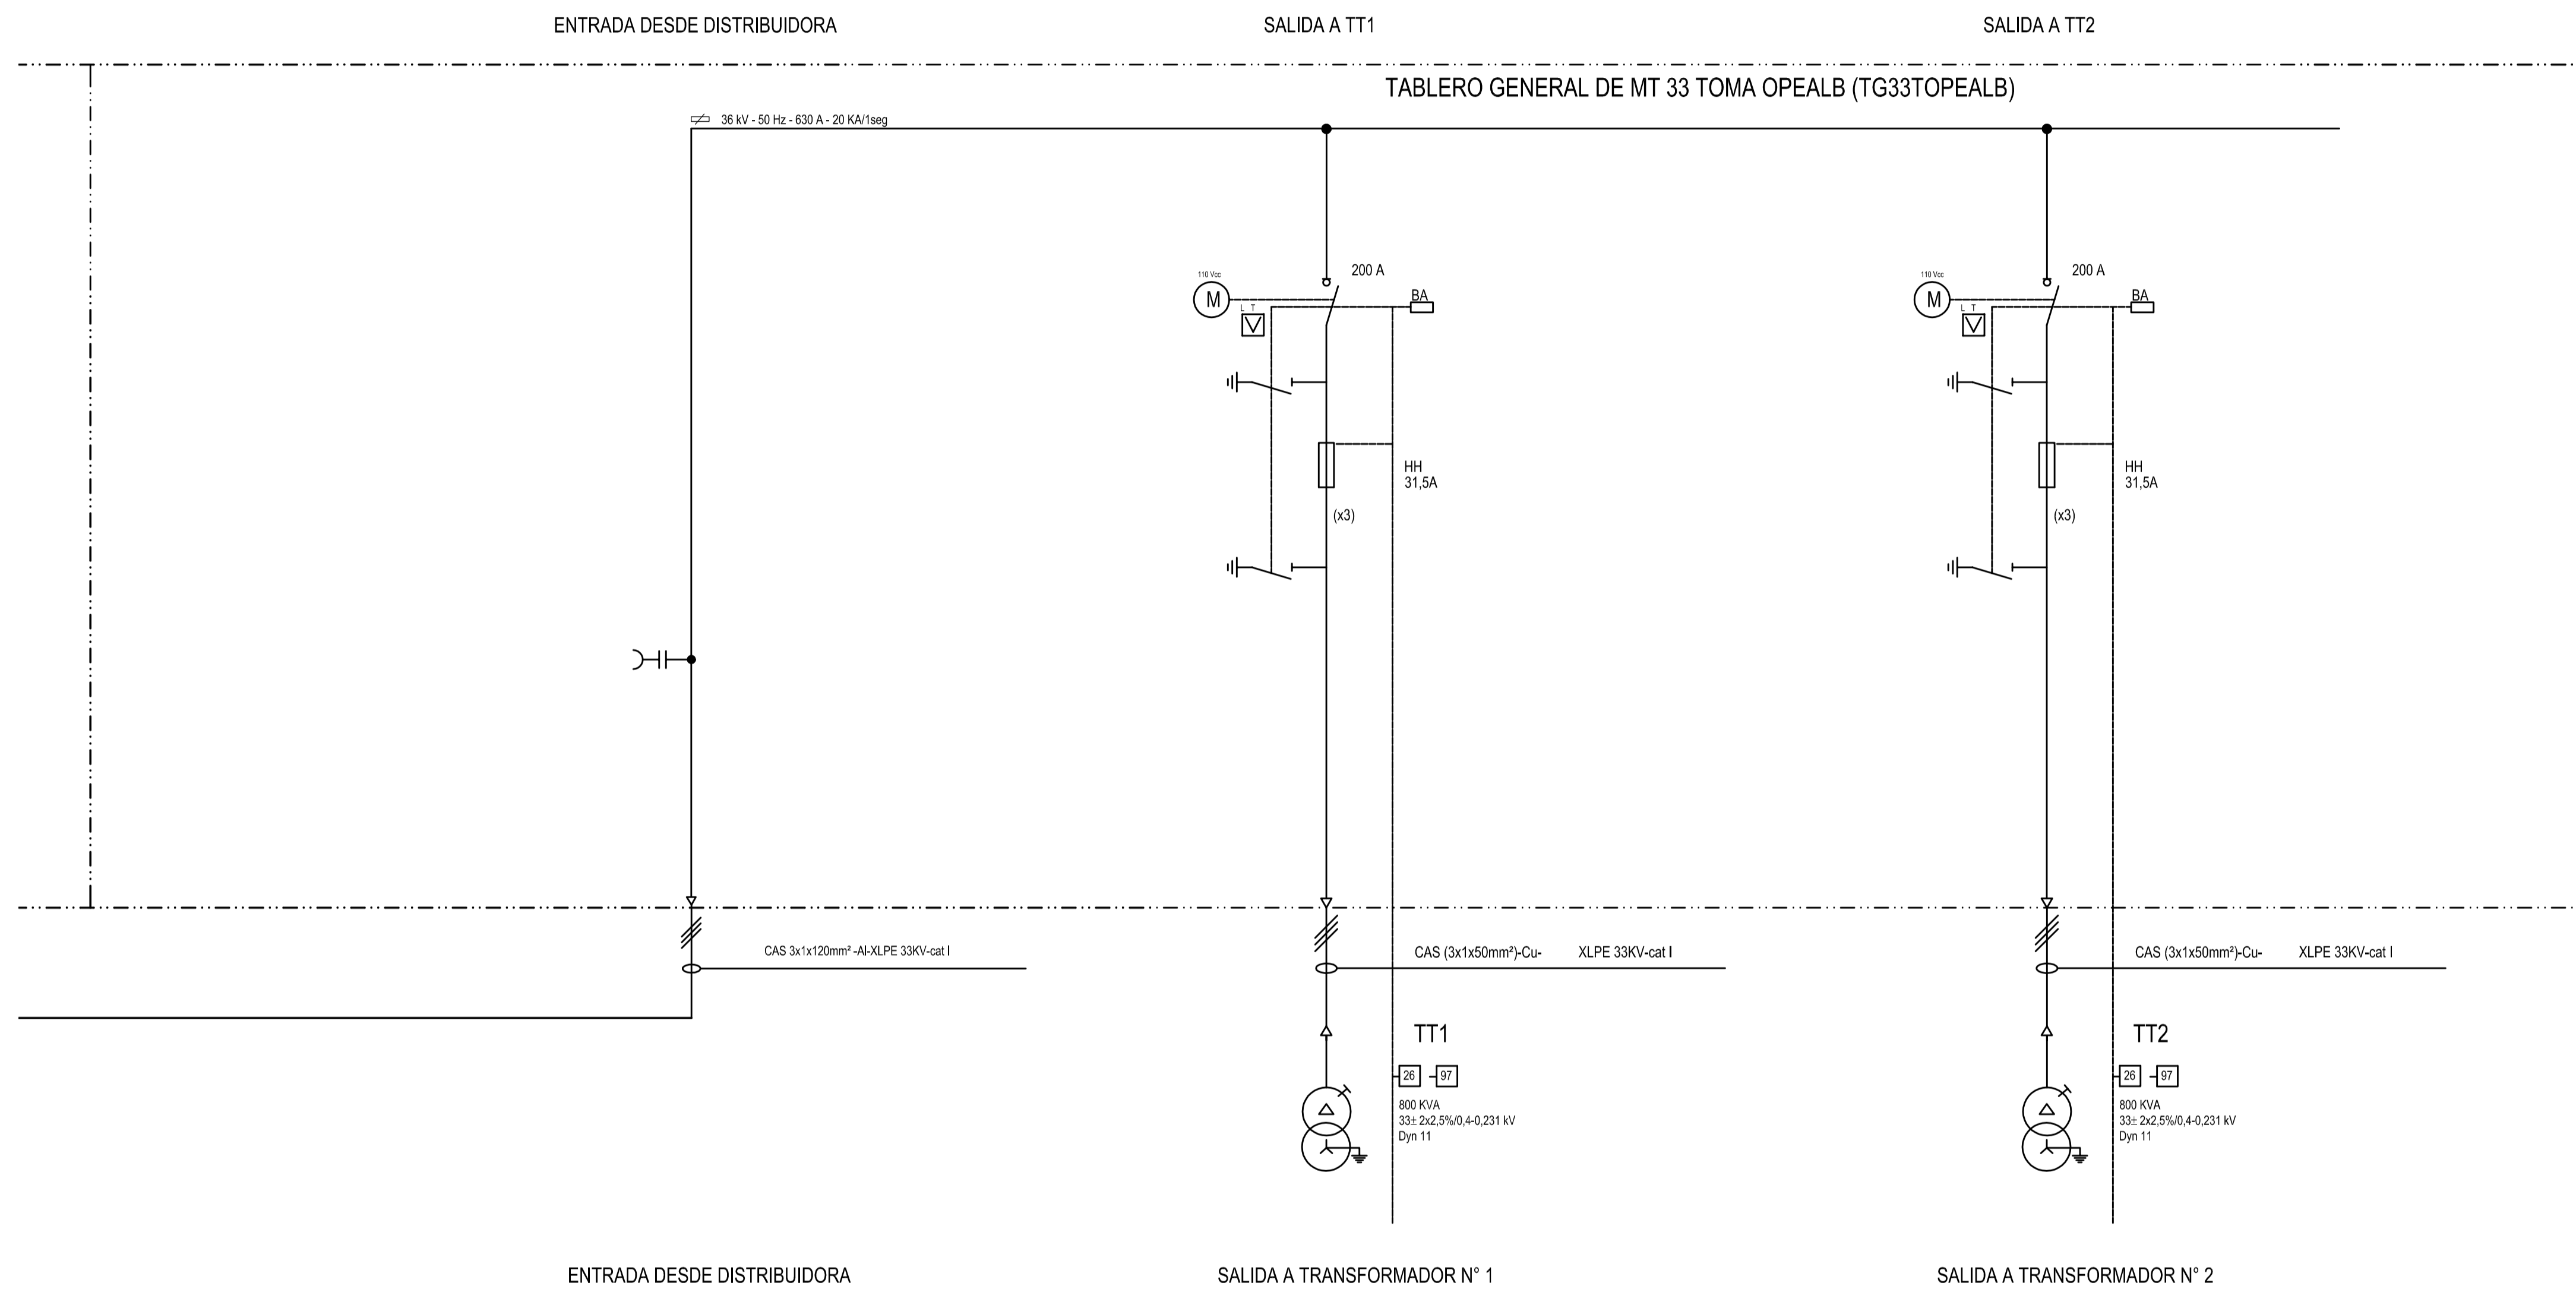 ENTRADA DESDE DISTRIBUIDORA
SALIDA A TT1
SALIDA A TT2
TABLERO GENERAL DE MT 33 TOMA OPEALB (TG33TOPEALB)
36 kV - 50 Hz - 630 A - 20 KA/1seg
110 Vcc
M
L T
200 A
BA
HH
31,5A
(x3)
110 Vcc
M
L T
200 A
BA
HH
31,5A
(x3)
CAS 3x1x120mm² -Al-XLPE 33KV-cat I
CAS (3x1x50mm²)-Cu- XLPE 33KV-cat I
CAS (3x1x50mm²)-Cu- XLPE 33KV-cat I
TT1
26 97
800 KVA
33± 2x2,5%/0,4-0,231 kV
Dyn 11
TT2
26 97
800 KVA
33± 2x2,5%/0,4-0,231 kV
Dyn 11
ENTRADA DESDE DISTRIBUIDORA
SALIDA A TRANSFORMADOR N° 1
SALIDA A TRANSFORMADOR N° 2